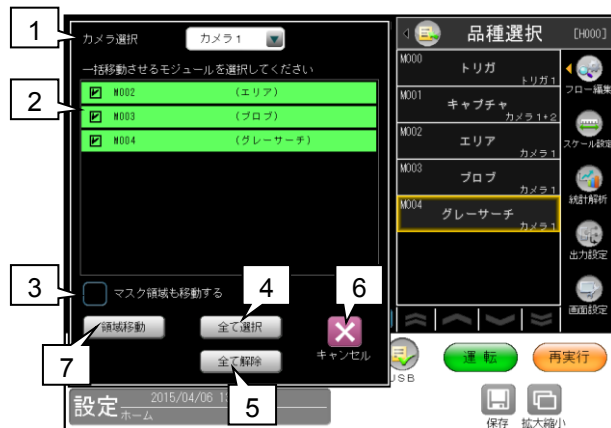 1
カメラ選択
カメラ1
一括移動させるモジュールを選択してください
2
M002 (エリア)
M003 (ブロブ)
M004 (グレーサーチ)
3
マスク領域も移動する
4
6
領域移動
全て選択
キャンセル
7
全て解除
5
設定
2015/04/06 1
ホーム
品種選択
[H000]
M000
トリガ
トリガ1
M001
キャプチャ
カメラ1+2
M002
エリア
カメラ1
M003
ブロブ
カメラ1
M004
グレーサーチ
カメラ1
フロー編集
スケール設定
統計解析
出力設定
画面設定
USB
運転
再実行
保存
拡大縮小